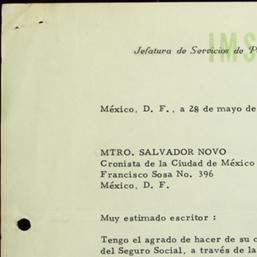 Jefatura de Servicios de P
IMS
México, D. F., a 28 de mayo de
MTRO. SALVADOR NOVO
Cronista de la Ciudad de México
Francisco Sosa No. 396
México, D. F.
Muy estimado escritor :
Tengo el agrado de hacer de su c
del Seguro Social, a través de la